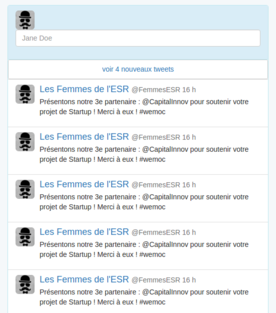 Jane Doe
voir 4 nouveaux tweets
Les Femmes de l'ESR @FemmesESR 16 h
Présentons notre 3e partenaire : @CapitalInnov pour soutenir votre
projet de Startup ! Merci à eux ! #wemoc
Les Femmes de l'ESR @FemmesESR 16 h
Présentons notre 3e partenaire : @CapitalInnov pour soutenir votre
projet de Startup ! Merci à eux ! #wemoc
Les Femmes de l'ESR @FemmesESR 16 h
Présentons notre 3e partenaire : @CapitalInnov pour soutenir votre
projet de Startup ! Merci à eux ! #wemoc
Les Femmes de l'ESR @FemmesESR 16 h
Présentons notre 3e partenaire : @CapitalInnov pour soutenir votre
projet de Startup ! Merci à eux ! #wemoc
Les Femmes de l'ESR @FemmesESR 16 h
Présentons notre 3e partenaire : @CapitalInnov pour soutenir votre
projet de Startup ! Merci à eux ! #wemoc